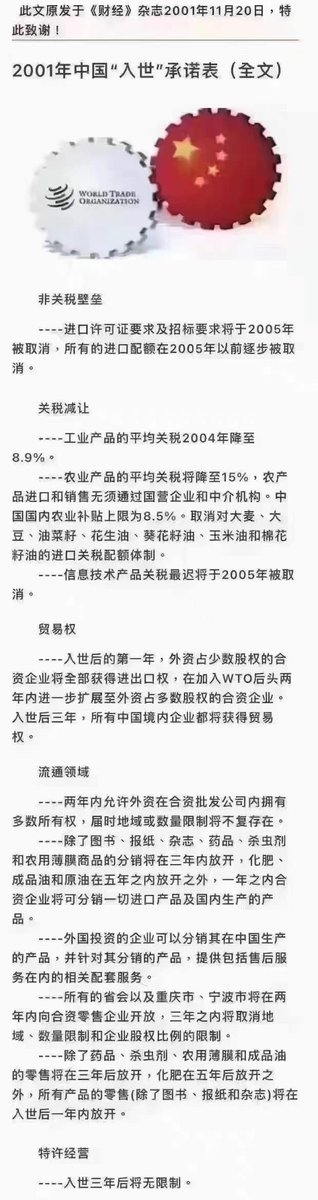 此文原发于《财经》杂志2001年11月20日，特
此致谢！
2001年中国“入世”承诺表（全文）
WORLD TRADE
ORGANIZATION
非关税壁垒
----进口许可证要求及招标要求将于2005年
被取消，所有的进口配额在2005年以前逐步被取
消。
关税减让
----工业产品的平均关税2004年降至
8.9%。
----农业产品的平均关税将降至15%，农产
品进口和销售无须通过国营企业和中介机构。中
国国内农业补贴上限为8.5%。取消对大麦、大
豆、油菜籽、花生油、葵花籽油、玉米油和棉花
籽油的进口关税配额体制。
----信息技术产品关税最迟将于2005年被取
消。
贸易权
----入世后的第一年，外资占少数股权的合
资企业将全部获得进出口权，在加入WTO后头两
年内进一步扩展至外资占多数股权的合资企业。
入世后三年，所有中国境内企业都将获得贸易
权。
流通领域
----两年内允许外资在合资批发公司内拥有
多数所有权，届时地域或数量限制将不复存在。
----除了图书、报纸、杂志、药品、杀虫剂
和农用薄膜商品的分销将在三年内放开，化肥、
成品油和原油在五年之内放开之外，一年之内合
资企业将可分销一切进口产品及国内生产的产
品。
----外国投资的企业可以分销其在中国生产
的产品，并针对其分销的产品，提供包括售后服
务在内的相关配套服务。
----所有的省会以及重庆市、宁波市将在两
年内向合资零售企业开放，三年之内将取消地
域、数量限制和企业股权比例的限制。
----除了药品、杀虫剂、农用薄膜和成品油
的零售将在三年后放开，化肥在五年后放开之
外，所有产品的零售(除了图书、报纸和杂志)将在
入世后一年内放开。
特许经营
----入世三年后将无限制。